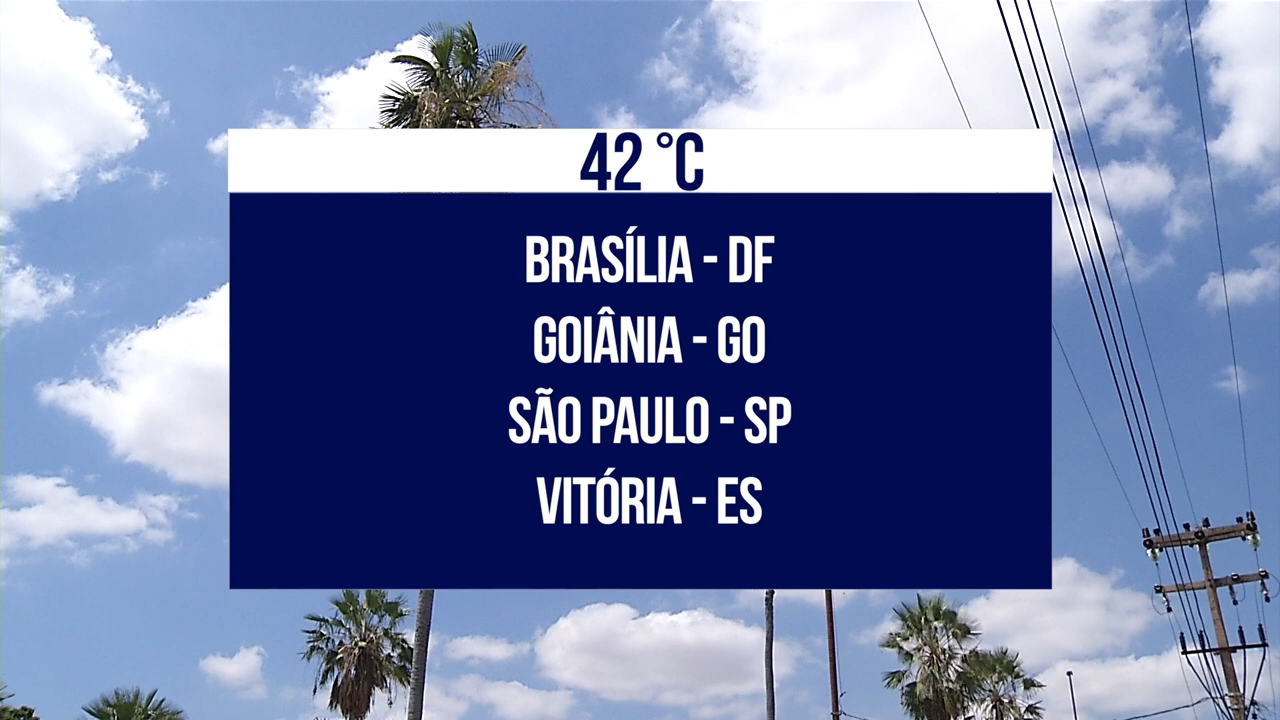 42 °C
BRASÍLIA - DF
GOIÂNIA - GO
SÃO PAULO - SP
VITÓRIA - ES